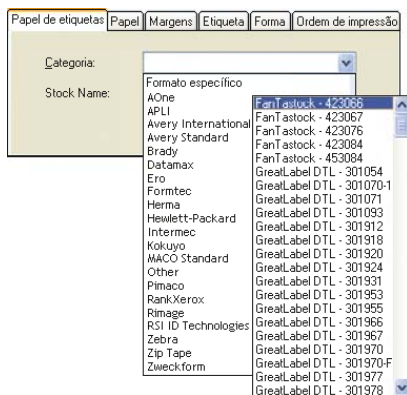 Papel de etiquetas Papel Margens Etiqueta Forma Ordem de impressão
Categoria:
Stock Name:
Formato específico
AOne
APLI
Avery International
Avery Standard
Brady
Datamax
Ero
Formtec
Herma
Hewlett-Packard
Intermec
Kokuyo
MACO Standard
Other
Pimaco
RankXerox
Rimage
RSI ID Technologies
Zebra
Zip Tape
Zweckform
FanTastock - 423066
FanTastock - 423067
FanTastock - 423076
FanTastock - 423084
FanTastock - 453084
GreatLabel DTL - 301054
GreatLabel DTL - 301070-1
GreatLabel DTL - 301071
GreatLabel DTL - 301093
GreatLabel DTL - 301912
GreatLabel DTL - 301918
GreatLabel DTL - 301920
GreatLabel DTL - 301924
GreatLabel DTL - 301931
GreatLabel DTL - 301953
GreatLabel DTL - 301955
GreatLabel DTL - 301966
GreatLabel DTL - 301967
GreatLabel DTL - 301970
GreatLabel DTL - 301970-F
GreatLabel DTL - 301977
GreatLabel DTL - 301978